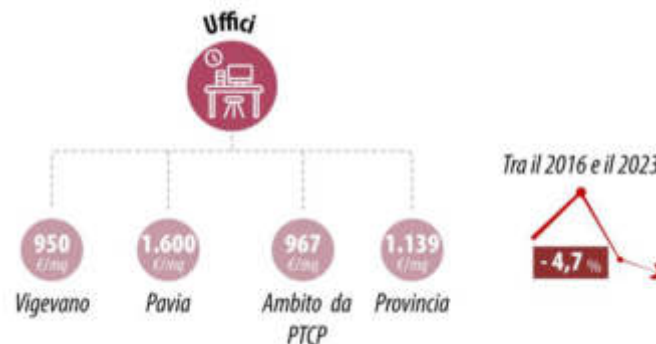 Uffici
950
€/mq
1.600
€/mq
967
€/mq
1.139
€/mq
Vigevano
Pavia
Ambito da
PTCP
Provincia
Tra il 2016 e il 2023
- 4,7 %